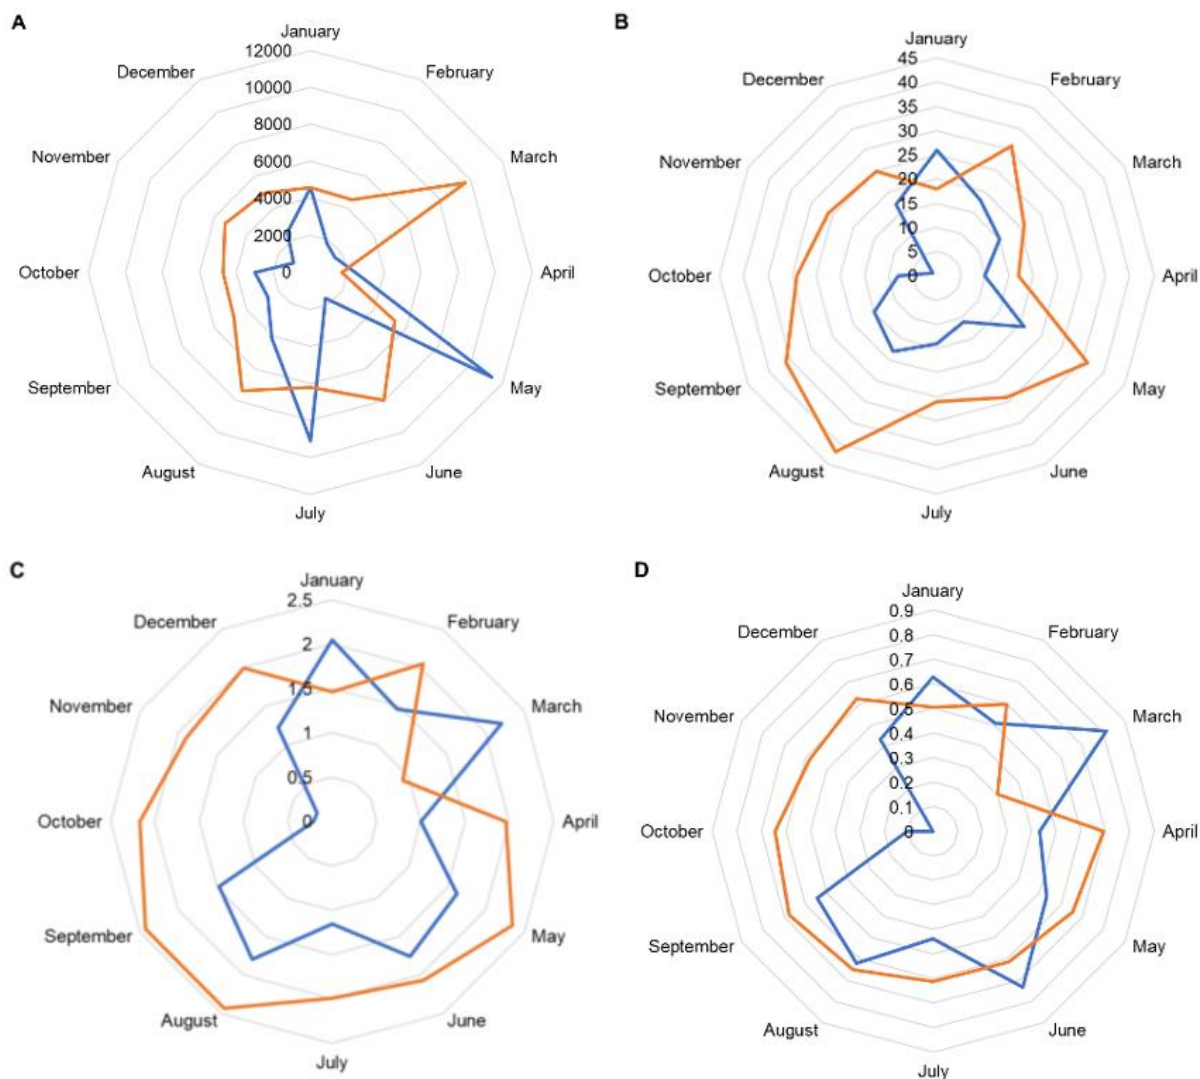 A
January
February
March
April
May
June
July
August
September
October
November
December
12000
10000
8000
6000
4000
2000
0
B
January
February
March
April
May
June
July
August
September
October
November
December
45
40
35
30
25
20
15
10
5
0
C
January
February
March
April
May
June
July
August
September
October
November
December
2.5
2
1.5
1
0.5
0
D
January
February
March
April
May
June
July
August
September
October
November
December
0.9
0.8
0.7
0.6
0.5
0.4
0.3
0.2
0.1
0